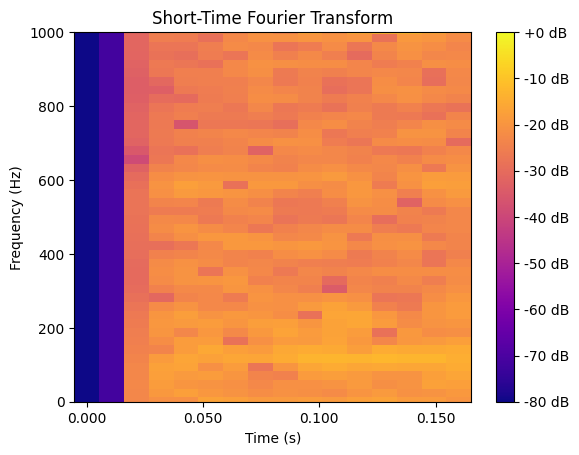 Short-Time Fourier Transform
Frequency (Hz)
1000
800
600
400
200
0
0.000
0.050
0.100
0.150
Time (s)
+0 dB
-10 dB
-20 dB
-30 dB
-40 dB
-50 dB
-60 dB
-70 dB
-80 dB